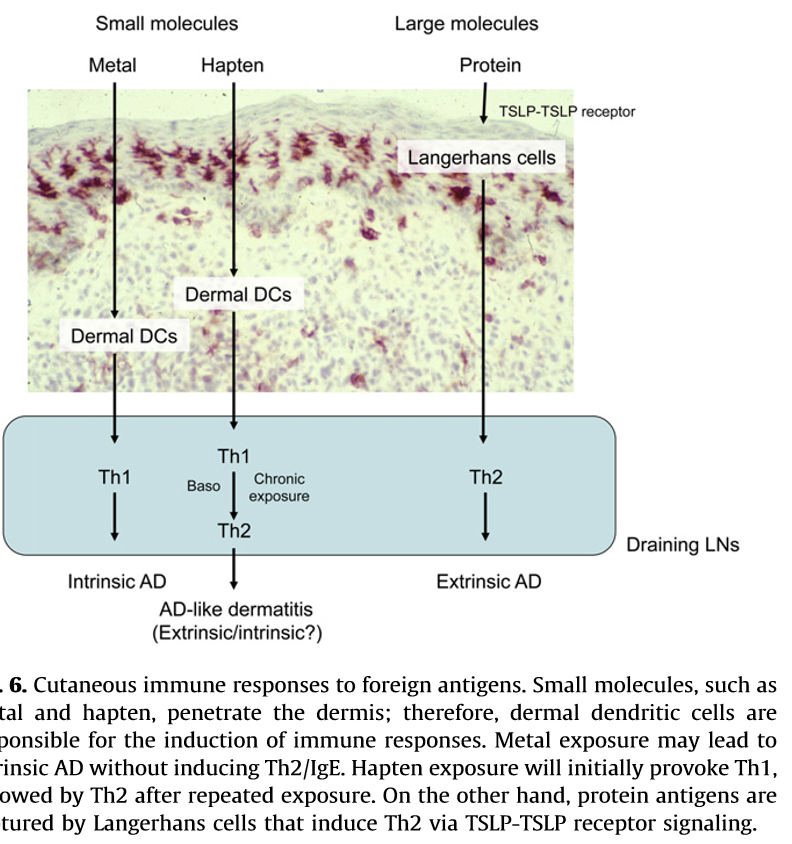 Small molecules Large molecules
Metal Hapten Protein
TSLP-TSLP receptor
Langerhans cells
Dermal DCs
Dermal DCs
Th1
Th1 Th2
Baso Chronic
exposure
Th2
Draining LNs
Intrinsic AD Extrinsic AD
AD-like dermatitis
(Extrinsic/intrinsic?)
. 6. Cutaneous immune responses to foreign antigens. Small molecules, such as
tal and hapten, penetrate the dermis; therefore, dermal dendritic cells are
ponsible for the induction of immune responses. Metal exposure may lead to
rinsic AD without inducing Th2/IgE. Hapten exposure will initially provoke Th1,
lowed by Th2 after repeated exposure. On the other hand, protein antigens are
tured by Langerhans cells that induce Th2 via TSLP-TSLP receptor signaling.